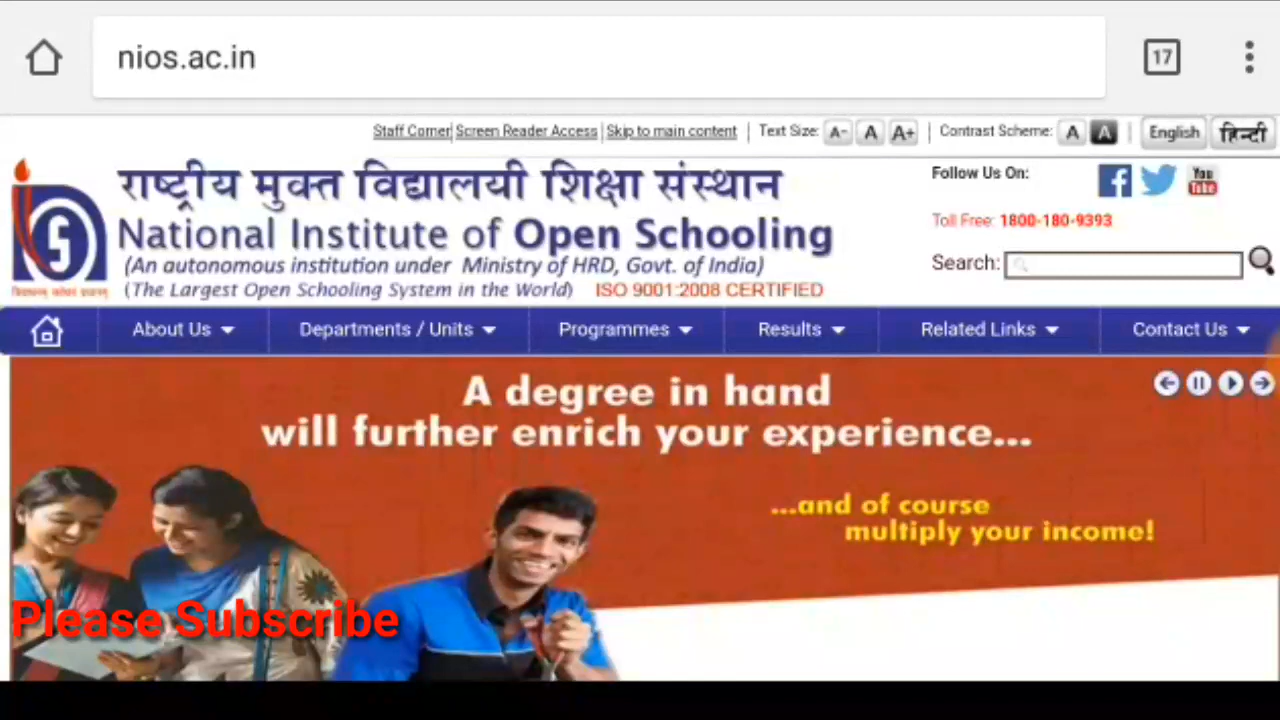 nios.ac.in
17
Staff Corner Screen Reader Access Skip to main content Text Size: A- A A+ Contrast Scheme: A A English हिन्दी
राष्ट्रीय मुक्त विद्यालयी शिक्षा संस्थान
National Institute of Open Schooling
(An autonomous institution under Ministry of HRD, Govt. of India)
(The Largest Open Schooling System in the World) ISO 9001:2008 CERTIFIED
Follow Us On:
You
Tube
Toll Free: 1800-180-9393
Search:
About Us Departments / Units Programmes Results Related Links Contact Us
A degree in hand
will further enrich your experience...
...and of course
multiply your income!
Please Subscribe